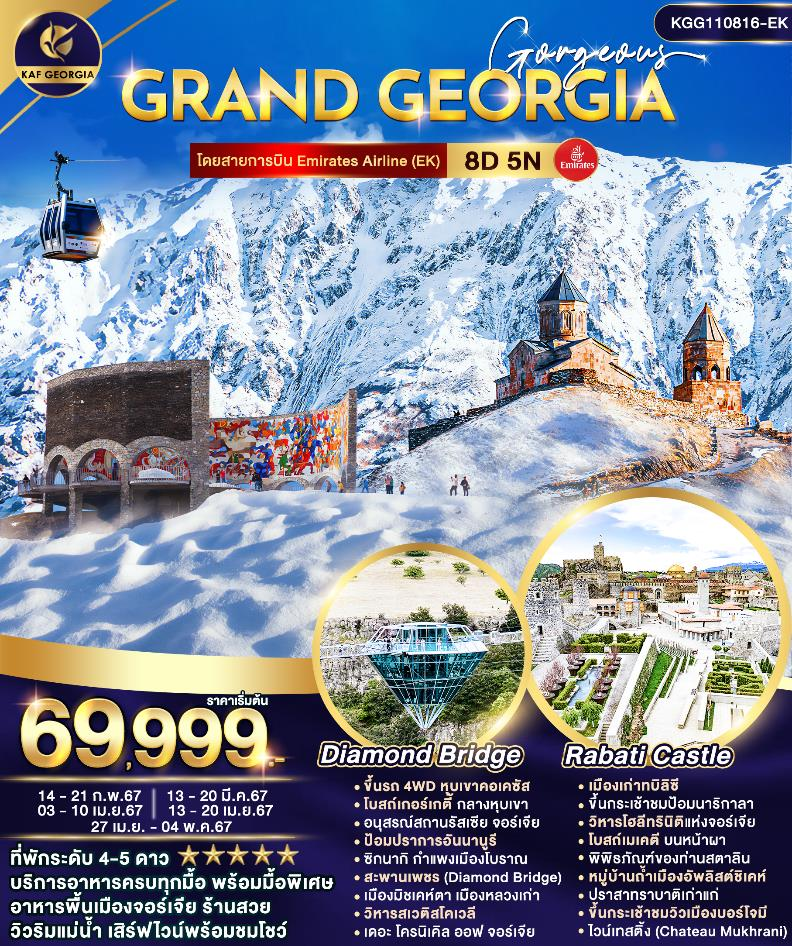 KGG110816-EK
KAF GEORGIA
Gorgeous
GRAND GEORGIA
โดยสายการบิน Emirates Airline (EK)
8D 5N
Emirates
ราคาเริ่มต้น
69,999.-
14 - 21 ก.พ.67 | 13 - 20 มี.ค.67
03 - 10 เม.ย.67 | 13 - 20 เม.ย.67
27 เม.ย. - 04 พ.ค.67
ที่พักระดับ 4-5 ดาว ★★★★★
บริการอาหารครบทุกมื้อ พร้อมมื้อพิเศษ
อาหารพื้นเมืองจอร์เจีย ร้านสวย
วิวริมแม่น้ำ เสิร์ฟไวน์พร้อมชมโชว์
Diamond Bridge
• ขึ้นรถ 4WD หุบเขาคอเคซัส
• โบสถ์เกอร์เกตี้ กลางหุบเขา
• อนุสรณ์สถานรัสเซีย จอร์เจีย
• ป้อมปราการอันนานูรี
• ซิกนากี กำแพงเมืองโบราณ
• สะพานเพชร (Diamond Bridge)
• เมืองมิชเคห์ตา เมืองหลวงเก่า
• วิหารสเวติสโคเวลี
• เดอะ โครนิเคิล ออฟ จอร์เจีย
Rabati Castle
• เมืองเก่าทบิลิซี
• ขึ้นกระเช้าชมป้อมนาริกาลา
• วิหารโฮลีทรินิติแห่งจอร์เจีย
• โบสถ์เมเคตี บนหน้าผา
• พิพิธภัณฑ์ของท่านสตาลิน
• หมู่บ้านถ้ำเมืองอัพลิสต์ชิเคห์
• ปราสาทราบาติเก่าแก่
• ขึ้นกระเช้าชมวิวเมืองบอร์โจมี
• ไวน์เทสติ้ง (Chateau Mukhrani)